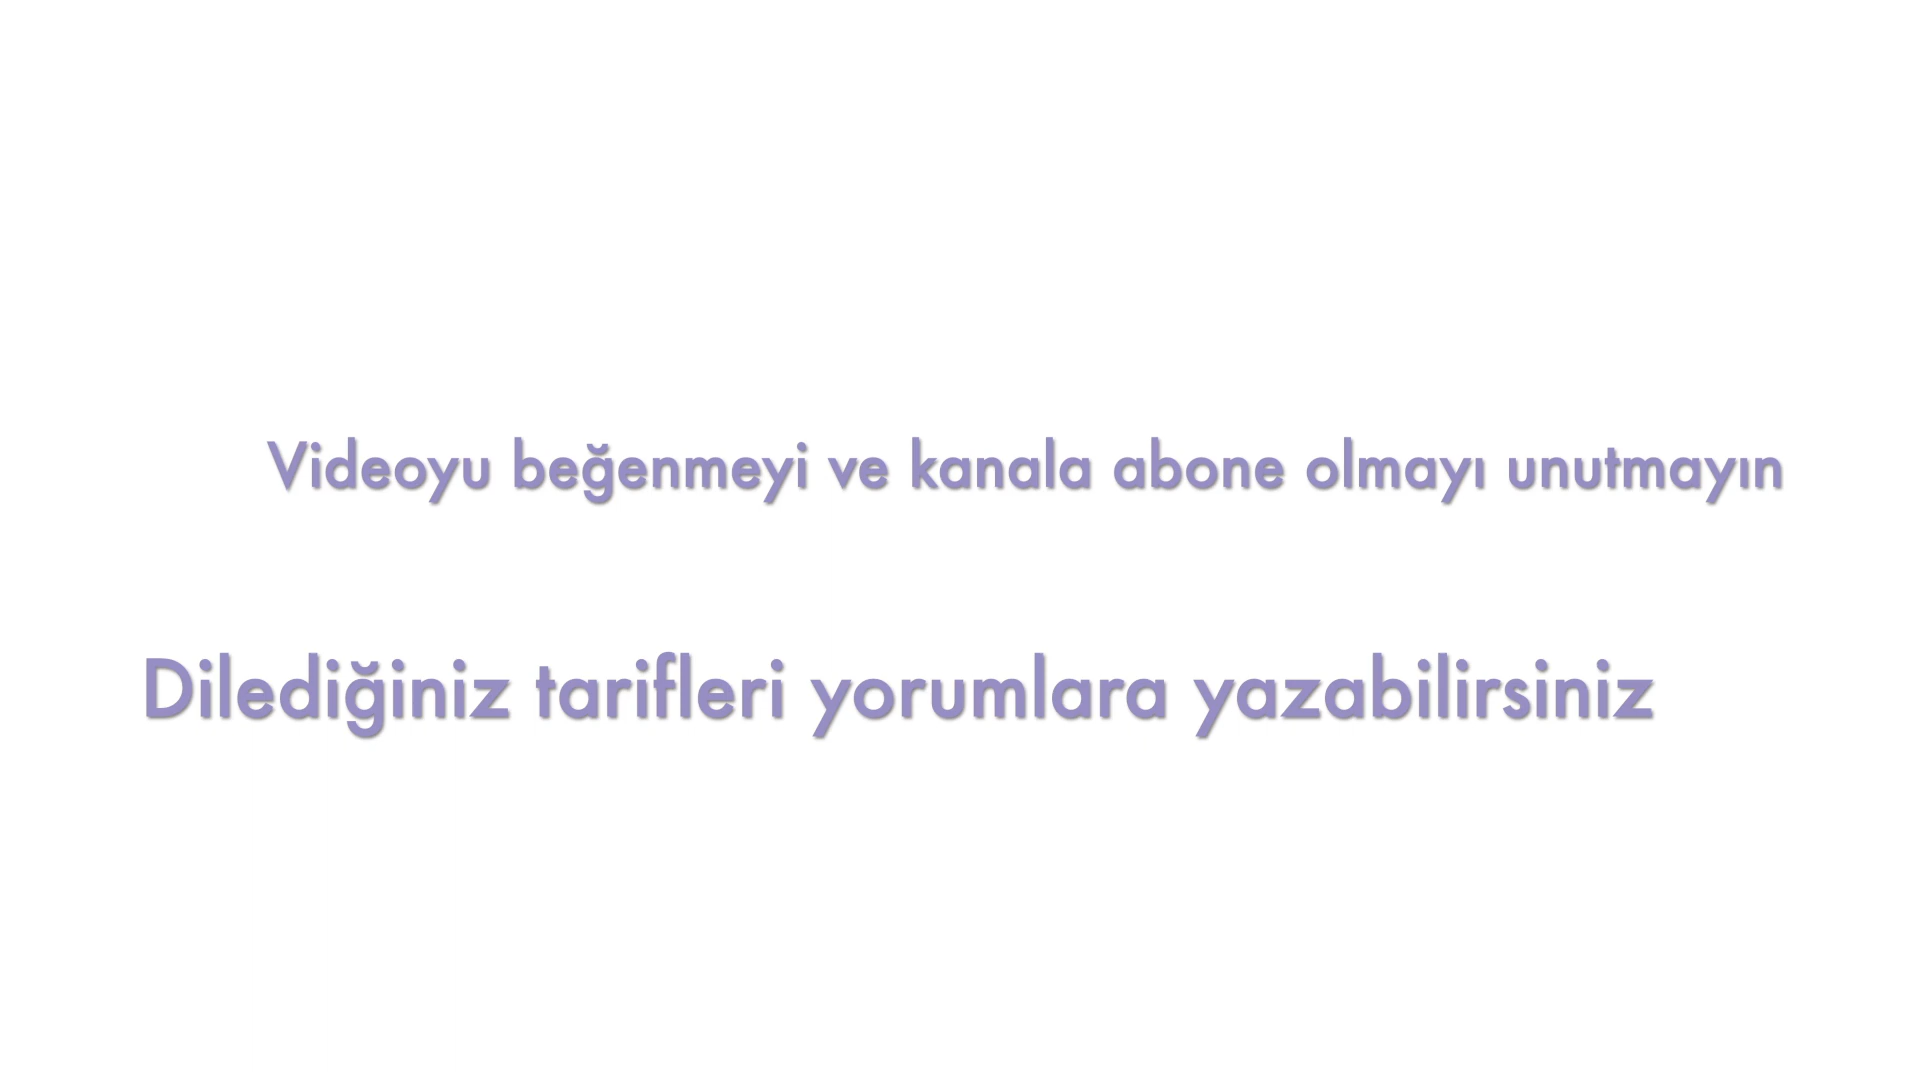 Videoyu beğenmeyi ve kanala abone olmayı unutmayın
Dilediğiniz tarifleri yorumlara yazabilirsiniz